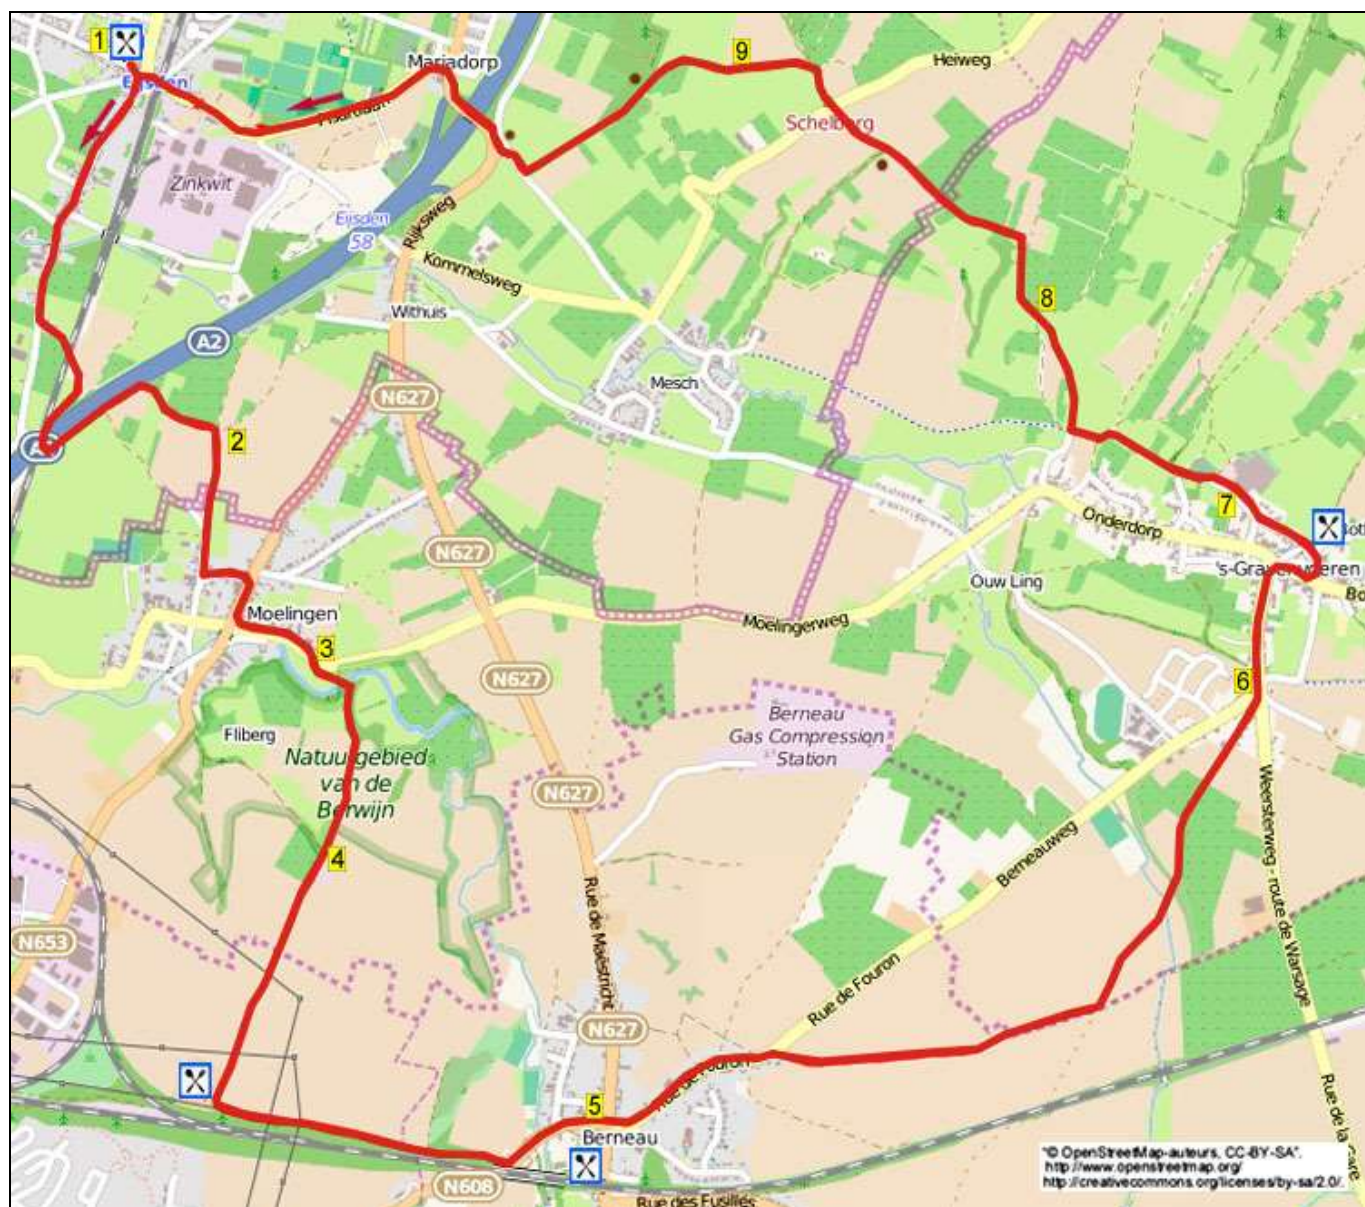 1
Eijsden
Mariadorp
9
Heiweg
Schelberg
Zinkwit
Eijsden
58
Rijksweg
Kommelsweg
8
A2
Withuis
Mesch
N627
2
7
Onderdorp
N627
's-Gravenvoeren
Ouw Ling
Moelingen
Moelingerweg
3
N627
6
Fliberg
Natuurgebied
van de
Berwijn
Berneau
Gas Compression
Station
N627
4
Berneauweg
Weersterweg - route de Warsage
N653
Rue de Maestricht
Rue de Fouron
N627
Rue de Fouron
5
Berneau
N608
Rue des Fusillés
Rue de la Gare
"© OpenStreetMap-auteurs, CC-BY-SA".
http://www.openstreetmap.org/
http://creativecommons.org/licenses/by-sa/2.0/.